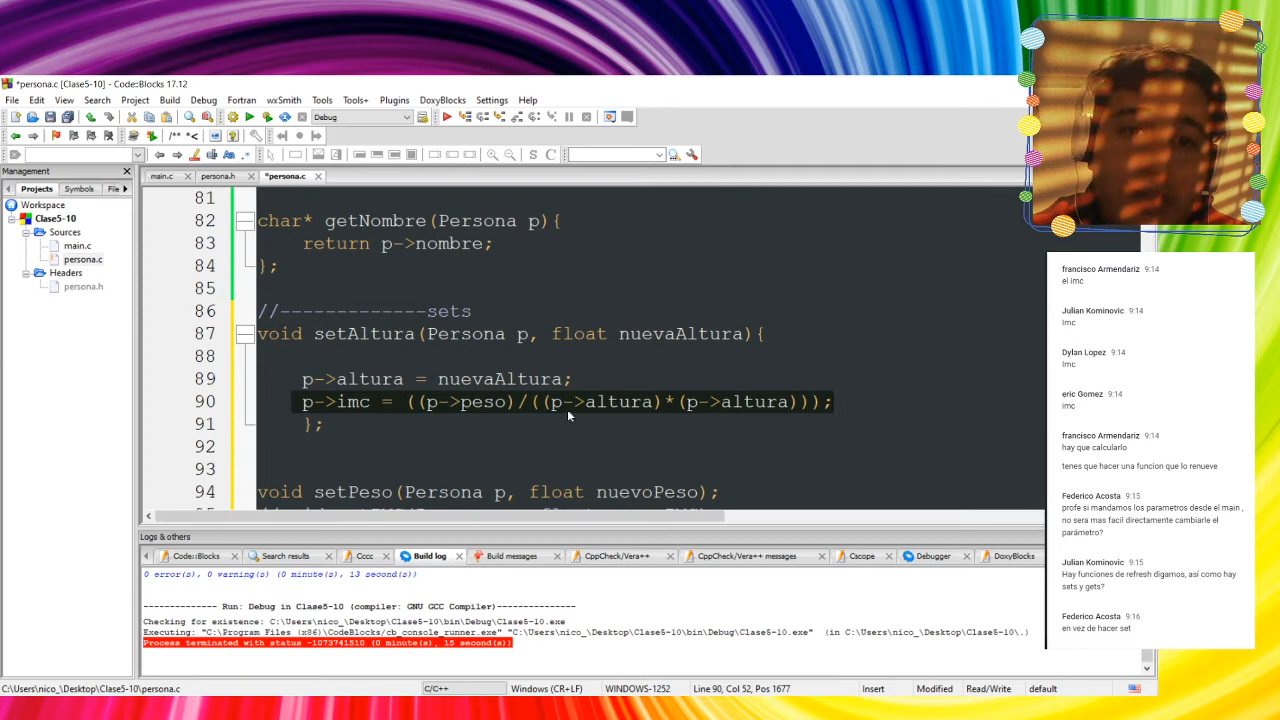 *persona.c [Clase5-10] - Code::Blocks 17.12
File Edit View Search Project Build Debug Fortran wxSmith Tools Tools+ Plugins DoxyBlocks Settings Help
Debug
Management
Projects Symbols File
Workspace
Clase5-10
Sources
main.c
persona.c
Headers
persona.h
main.c persona.h *persona.c
81
82 char* getNombre(Persona p){
83 return p->nombre;
84 };
85
86 //-------------sets
87 void setAltura(Persona p, float nuevaAltura){
88
89 p->altura = nuevaAltura;
90 p->imc = ((p->peso)/((p->altura)*(p->altura)));
91 };
92
93
94 void setPeso(Persona p, float nuevoPeso);
Logs & others
Code::Blocks Search results Cccc Build log Build messages CppCheck/Vera++ CppCheck/Vera++ messages Cscope Debugger DoxyBlocks
0 error(s), 0 warning(s) (0 minute(s), 13 second(s))
-------------- Run: Debug in Clase5-10 (compiler: GNU GCC Compiler)---------------
Checking for existence: C:\Users\nico_\Desktop\Clase5-10\bin\Debug\Clase5-10.exe
Executing: "C:\Program Files (x86)\CodeBlocks/cb_console_runner.exe" "C:\Users\nico_\Desktop\Clase5-10\bin\Debug\Clase5-10.exe" (in C:\Users\nico_\Desktop\Clase5-10\.)
Process terminated with status -1073741510 (0 minute(s), 15 second(s))
C:\Users\nico_\Desktop\Clase5-10\persona.c C/C++ Windows (CR+LF) WINDOWS-1252 Line 90, Col 52, Pos 1677 Insert Modified Read/Write default
francisco Armendariz 9:14
el imc
Julian Kominovic 9:14
Imc
Dylan Lopez 9:14
Imc
eric Gomez 9:14
imc
francisco Armendariz 9:14
hay que calcularlo
tenes que hacer una funcion que lo renueve
Federico Acosta 9:15
profe si mandamos los parametros desde el main ,
no sera mas facil directamente cambiarle el
parámetro?
Julian Kominovic 9:15
Hay funciones de refresh digamos, así como hay
sets y gets?
Federico Acosta 9:16
en vez de hacer set